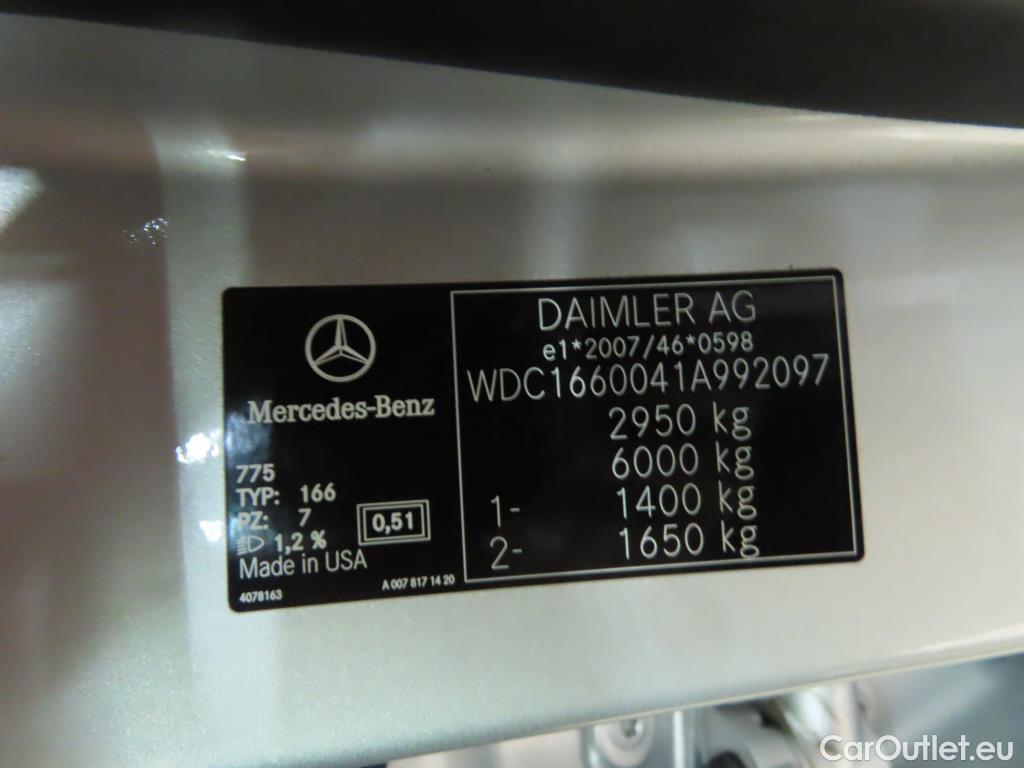 Mercedes-Benz
775
TYP: 166
PZ: 7
1,2 %
0,51
Made in USA
4078163
A 007 817 14 20
DAIMLER AG
e1*2007/46*0598
WDC1660041A992097
2950 kg
6000 kg
1- 1400 kg
2- 1650 kg
CarOutlet.eu